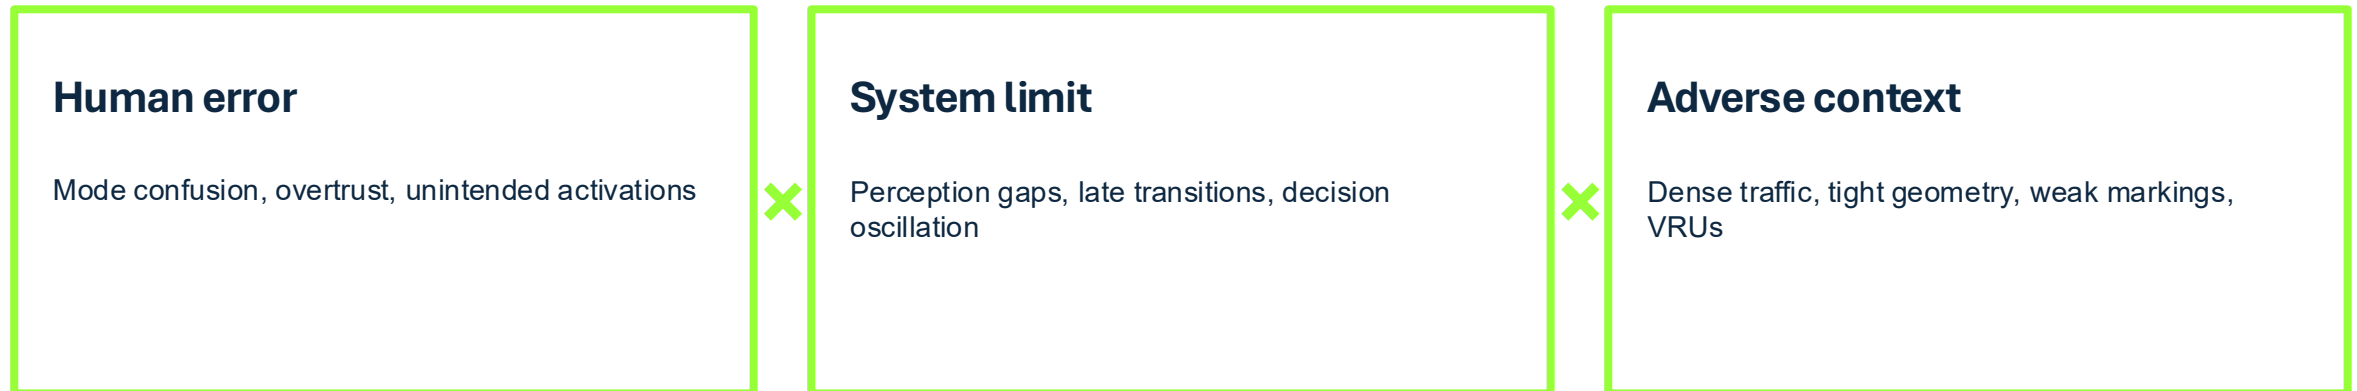 Human error
Mode confusion, overtrust, unintended activations
System limit
Perception gaps, late transitions, decision
oscillation
Adverse context
Dense traffic, tight geometry, weak markings,
VRUs